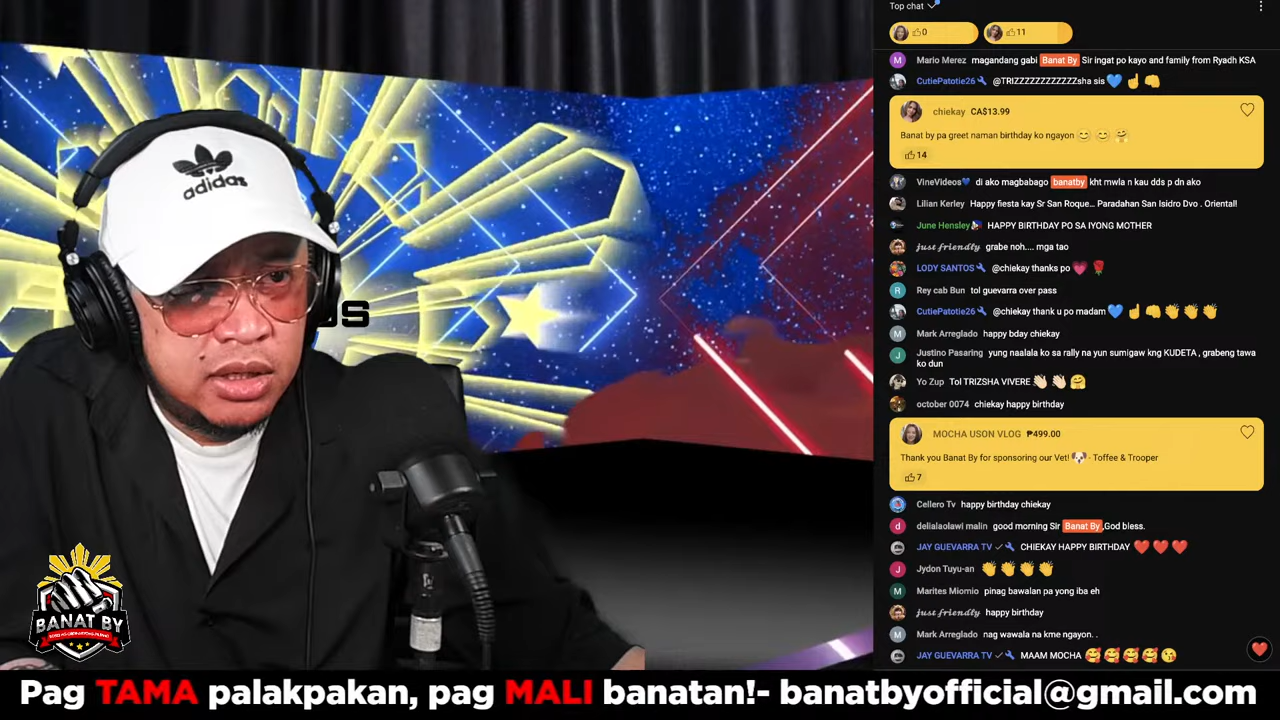 Top chat
0
11
Mario Merez magandang gabi Banat By Sir ingat po kayo and family from Ryadh KSA
CutiePatotie26 @TRIZZZZZZZZZZZZsha sis
chiekay CA$13.99
Banat by pa greet naman birthday ko ngayon
14
VineVideos di ako magbabago banatby kht mwla n kau dds p dn ako
Lilian Kerley Happy fiesta kay Sr San Roque... Paradahan San Isidro Dvo . Oriental!
June Hensley HAPPY BIRTHDAY PO SA IYONG MOTHER
just friendly grabe noh.... mga tao
LODY SANTOS @chiekay thanks po
Rey cab Bun tol guevarra over pass
CutiePatotie26 @chiekay thank u po madam
Mark Arreglado happy bday chiekay
Justino Pasaring yung naalala ko sa rally na yun sumigaw kng KUDETA, grabeng tawa
ko dun
Yo Zup Tol TRIZSHA VIVERE
october 0074 chiekay happy birthday
MOCHA USON VLOG ₱499.00
Thank you Banat By for sponsoring our Vet! - Toffee & Trooper
7
Cellero Tv happy birthday chiekay
delialaolawi malin good morning Sir Banat By,God bless.
JAY GUEVARRA TV CHIEKAY HAPPY BIRTHDAY
Jydon Tuyu-an
Marites Miomio pinag bawalan pa yong iba eh
just friendly happy birthday
Mark Arreglado nag wawala na kme ngayon. .
JAY GUEVARRA TV MAAM MOCHA
adidas
BANAT BY
Pag TAMA palakpakan, pag MALI banatan!- banatbyofficial@gmail.com